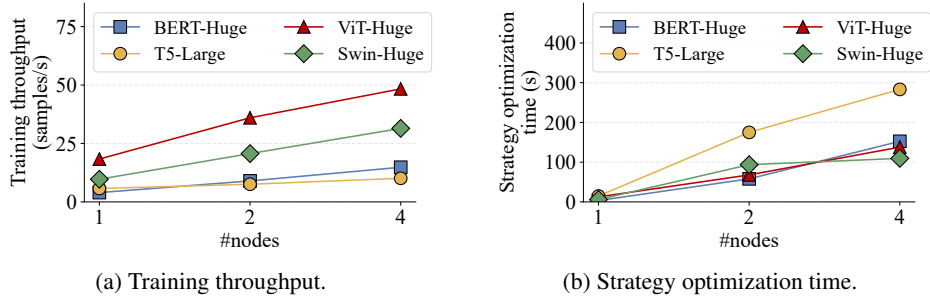 Training throughput
(samples/s)
75
50
25
0
BERT-Huge
T5-Large
ViT-Huge
Swin-Huge
1
2
4
#nodes
(a) Training throughput.
Strategy optimization
time (s)
400
300
200
100
0
BERT-Huge
T5-Large
ViT-Huge
Swin-Huge
1
2
4
#nodes
(b) Strategy optimization time.